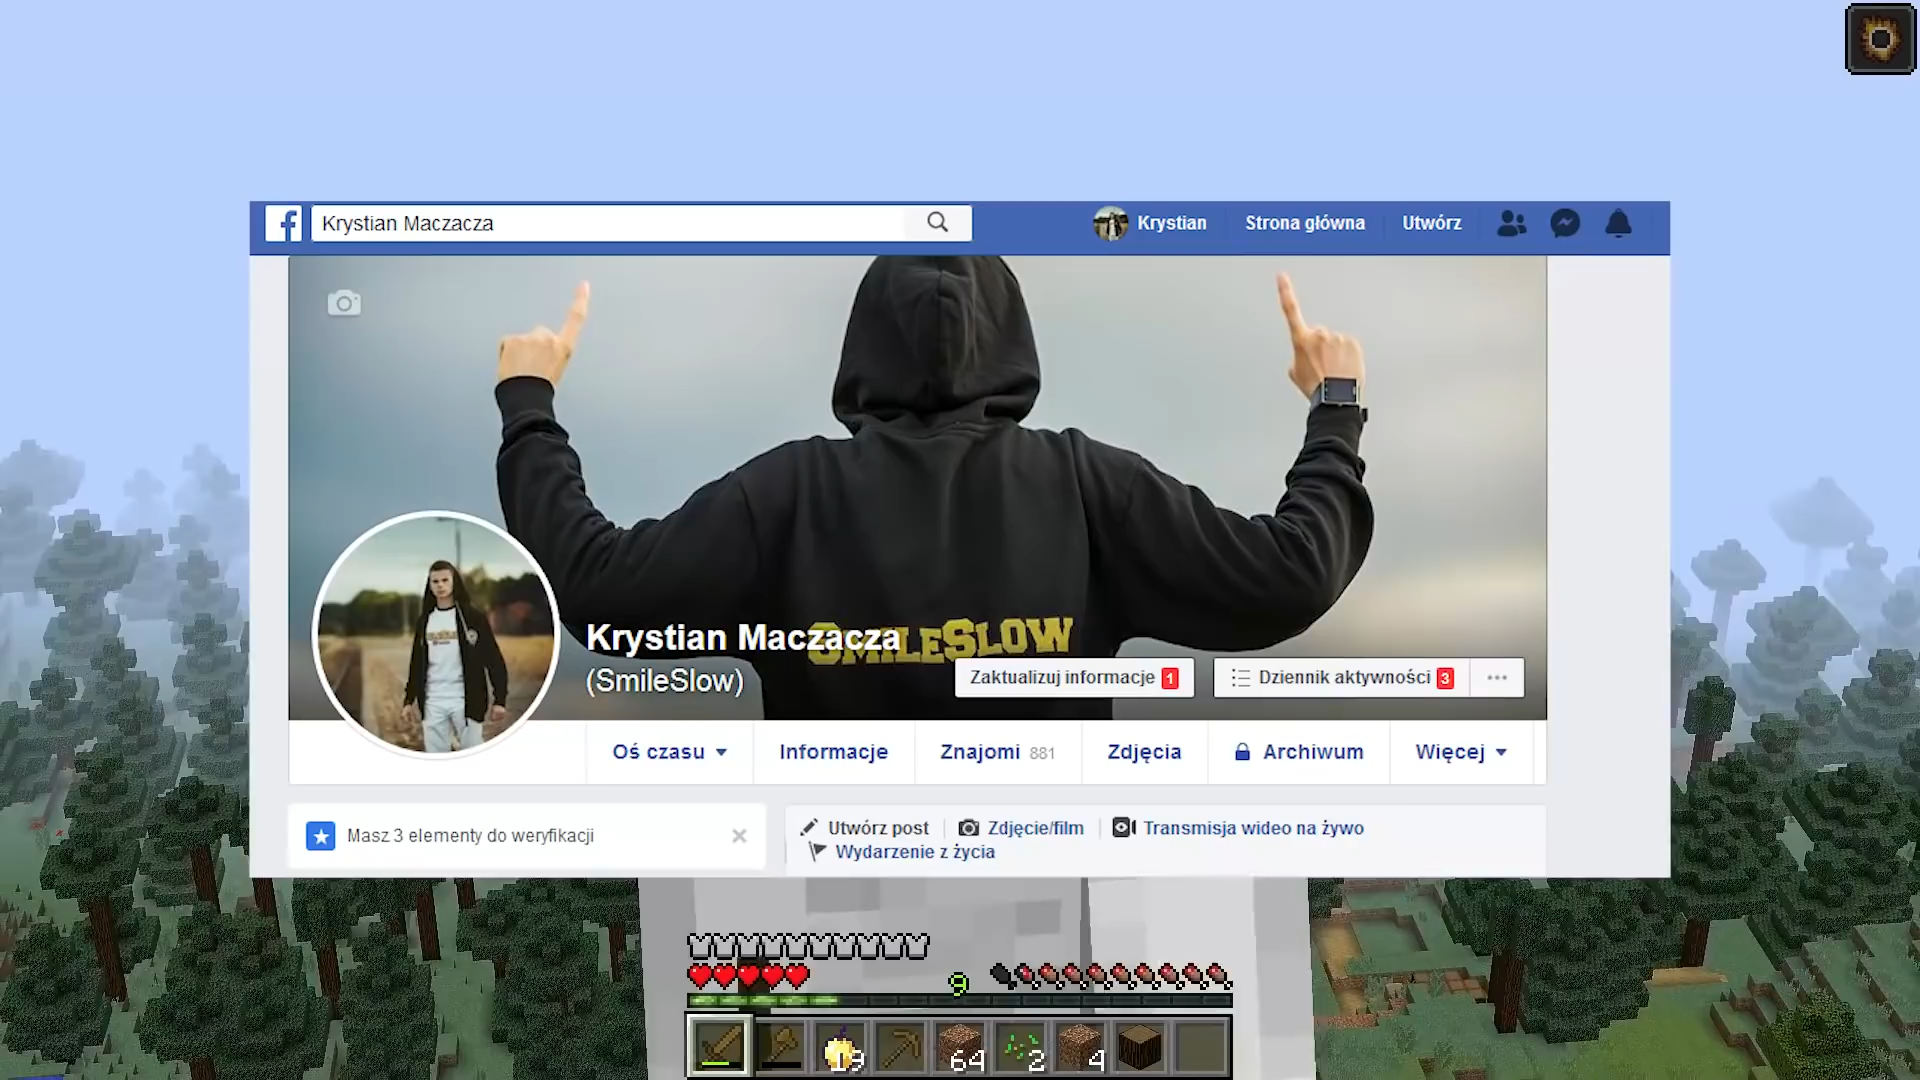 Krystian Maczacza
Krystian
Strona główna
Utwórz
SMILESLOW
Krystian Maczacza
(SmileSlow)
Zaktualizuj informacje 1
Dziennik aktywności 3
Oś czasu
Informacje
Znajomi 881
Zdjęcia
Archiwum
Więcej
Masz 3 elementy do weryfikacji
Utwórz post
Zdjęcie/film
Transmisja wideo na żywo
Wydarzenie z życia
9
19
64
2
4